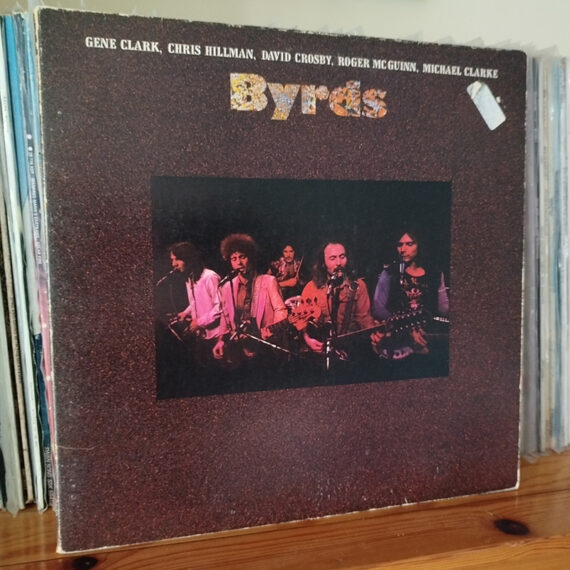 GENE CLARK, CHRIS HILLMAN, DAVID CROSBY, ROGER McGUINN, MICHAEL CLARKE
Byrds